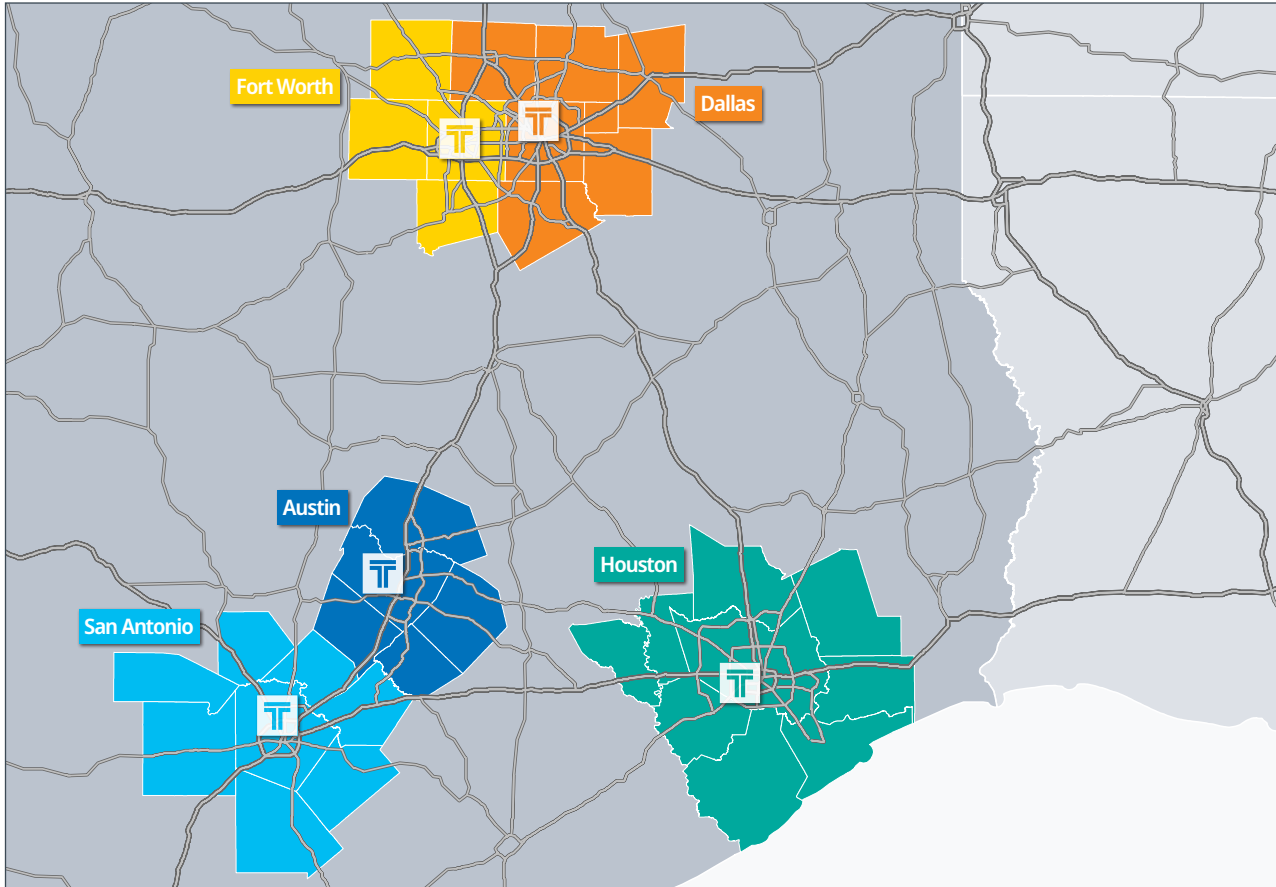 Fort Worth
Dallas
Austin
Houston
San Antonio